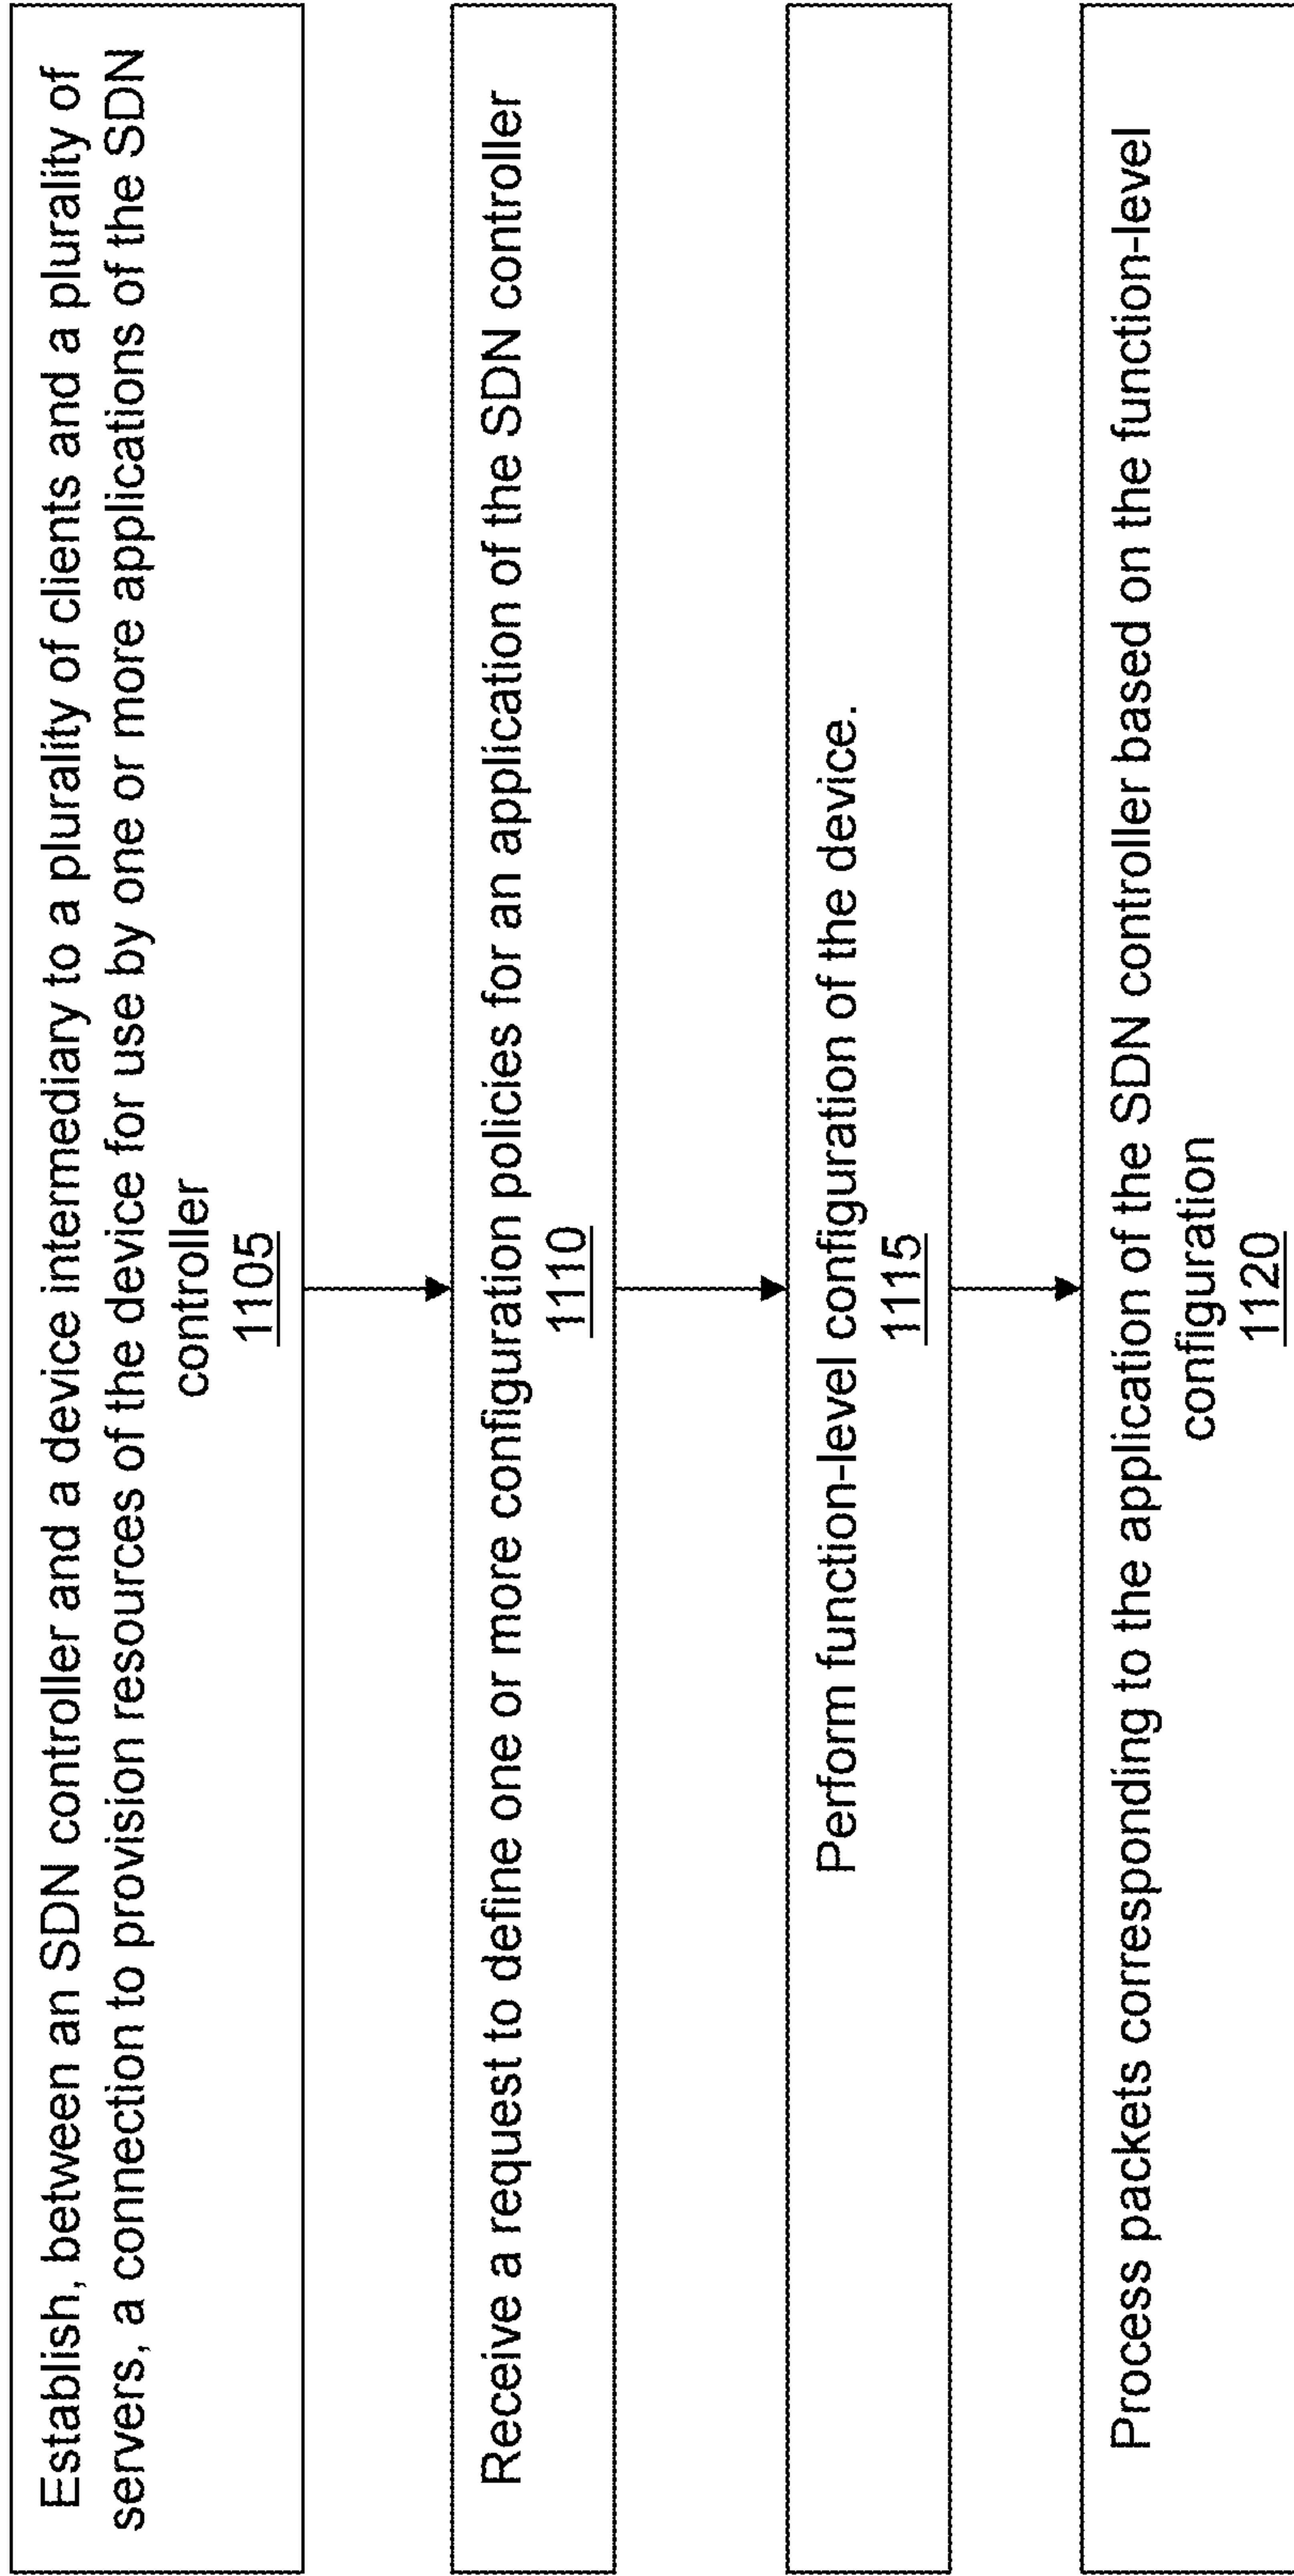 Establish, between an SDN controller and a device intermediary to a plurality of clients and a plurality of
servers, a connection to provision resources of the device for use by one or more applications of the SDN
controller
1105
Receive a request to define one or more configuration policies for an application of the SDN controller
1110
Perform function-level configuration of the device.
1115
Process packets corresponding to the application of the SDN controller based on the function-level
configuration
1120